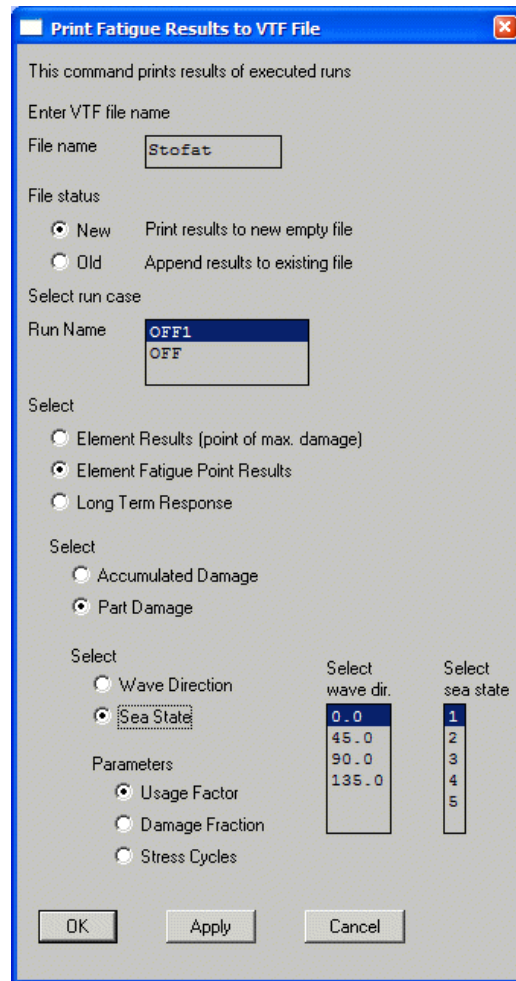 Print Fatigue Results to VTF File
This command prints results of executed runs
Enter VTF file name
File name Stofat
File status
New Print results to new empty file
Old Append results to existing file
Select run case
Run Name OFF1
OFF
Select
Element Results (point of max. damage)
Element Fatigue Point Results
Long Term Response
Select
Accumulated Damage
Part Damage
Select
Wave Direction
Sea State
Select
wave dir.
0.0
45.0
90.0
135.0
Select
sea state
1
2
3
4
5
Parameters
Usage Factor
Damage Fraction
Stress Cycles
OK Apply Cancel